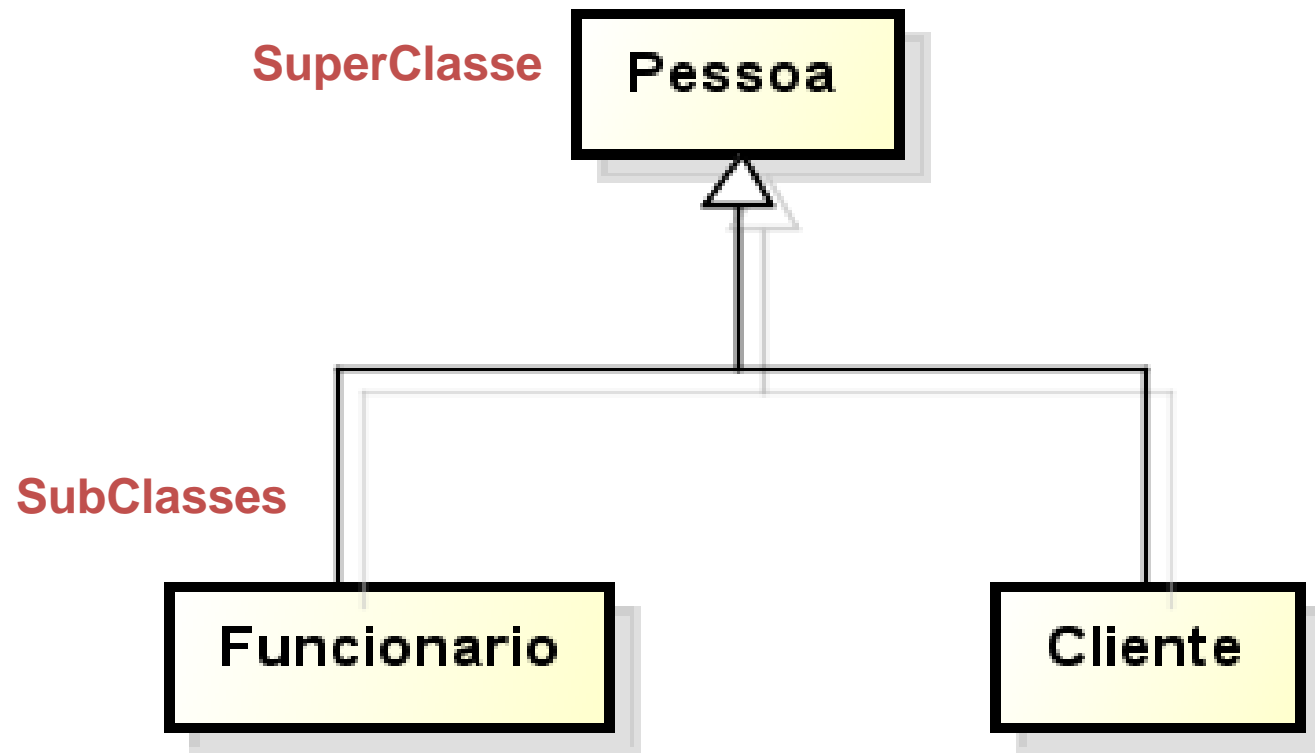 SuperClasse
Pessoa
SubClasses
Funcionario
Cliente